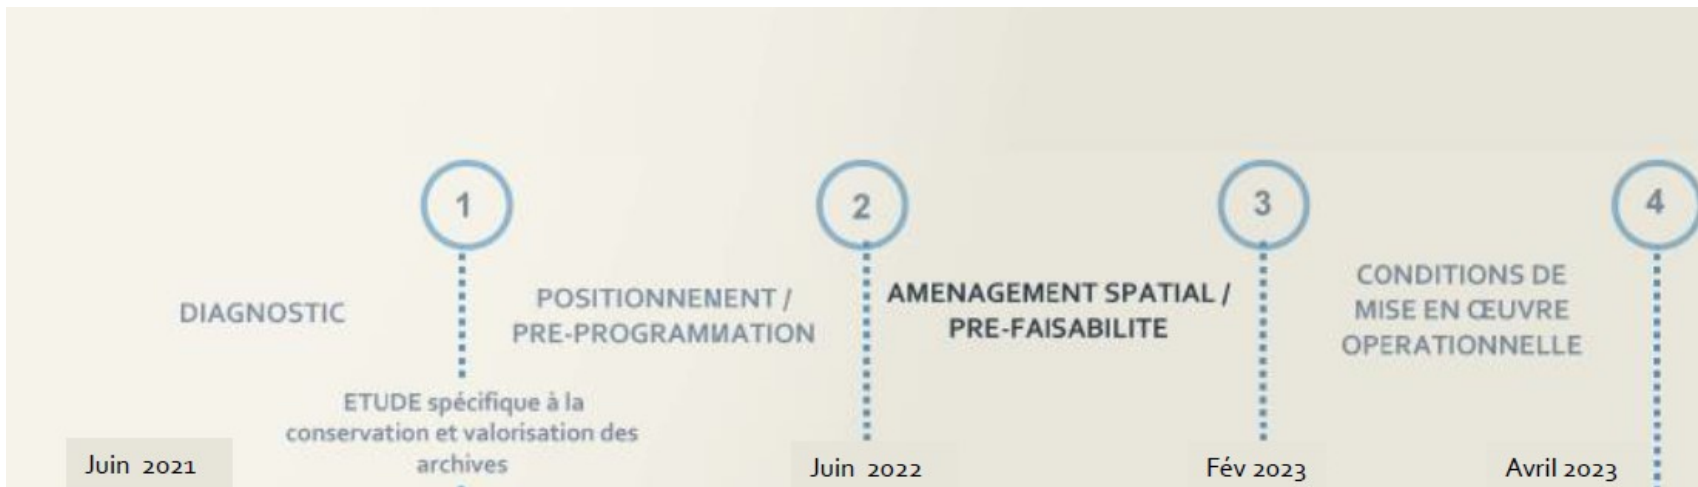 1
2
3
4
DIAGNOSTIC
POSITIONNEMENT /
PRE-PROGRAMMATION
AMENAGEMENT SPATIAL /
PRE-FAISABILITE
CONDITIONS DE
MISE EN ŒUVRE
OPERATIONNELLE
ETUDE spécifique à la
conservation et valorisation des
archives
Juin 2021
Juin 2022
Fév 2023
Avril 2023